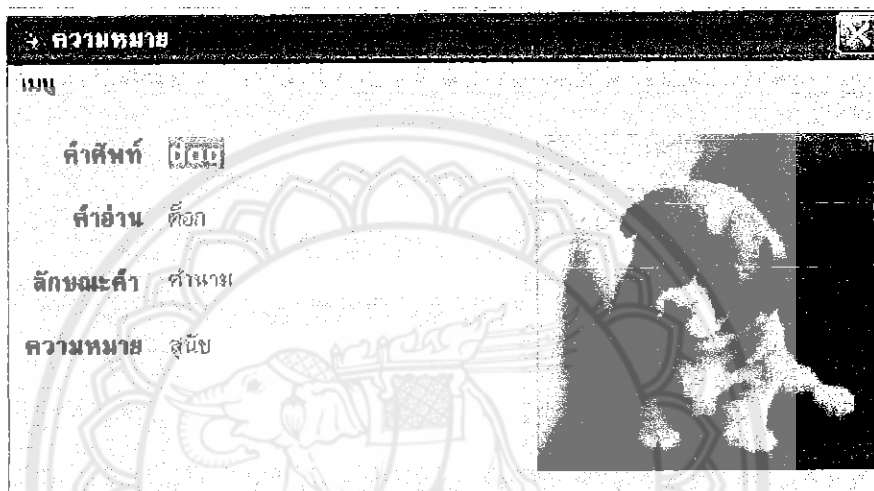 ความหมาย
เมนู
คำศัพท์ dog
คำอ่าน ด็อก
ลักษณะคำ คำนาม
ความหมาย สุนัข